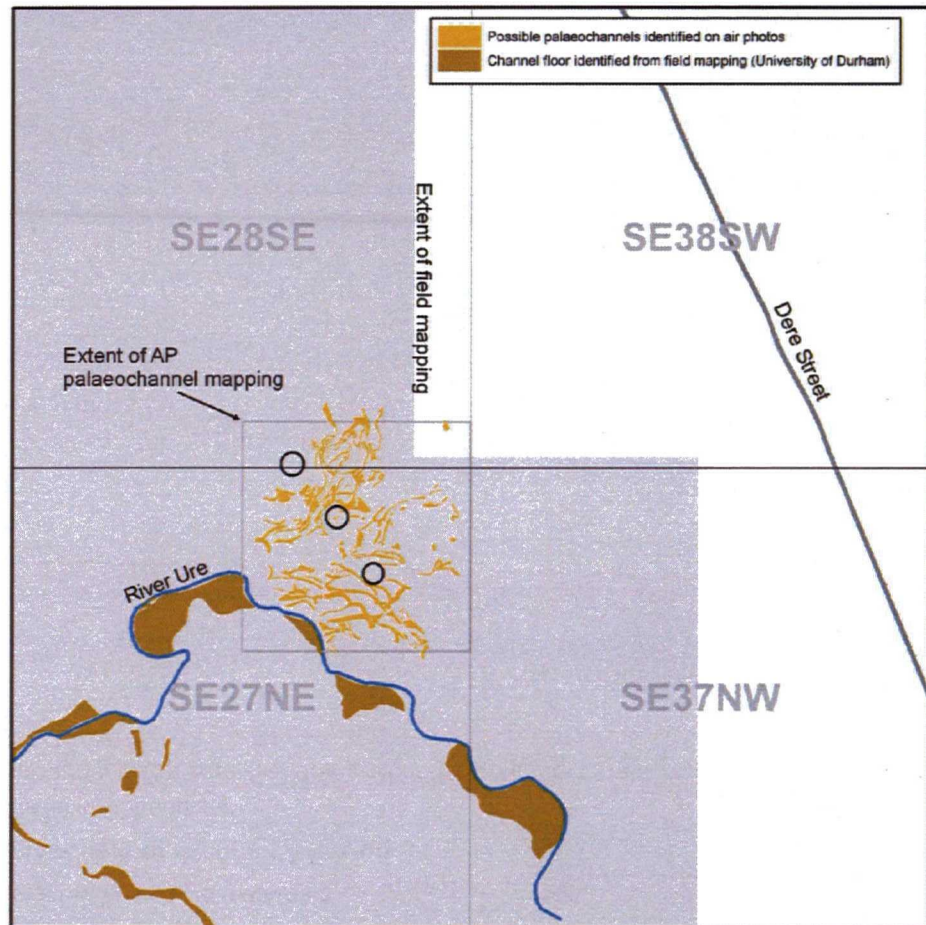 Possible palaeochannels identified on air photos
Channel floor identified from field mapping (University of Durham)
SE28SE
Extent of field mapping
SE38SW
Dere Street
Extent of AP
palaeochannel mapping
River Ure
SE27NE
SE37NW